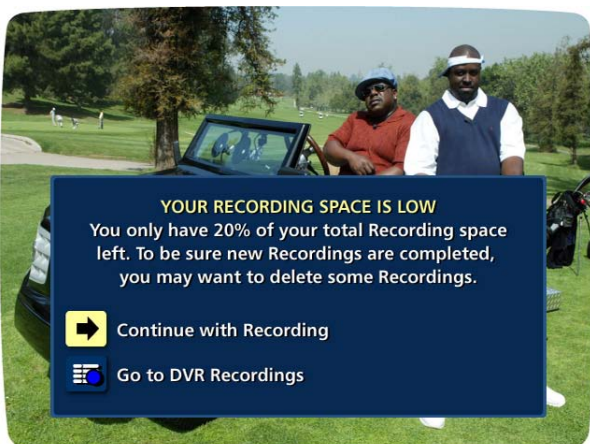 YOUR RECORDING SPACE IS LOW
You only have 20% of your total Recording space
left. To be sure new Recordings are completed,
you may want to delete some Recordings.
Continue with Recording
Go to DVR Recordings